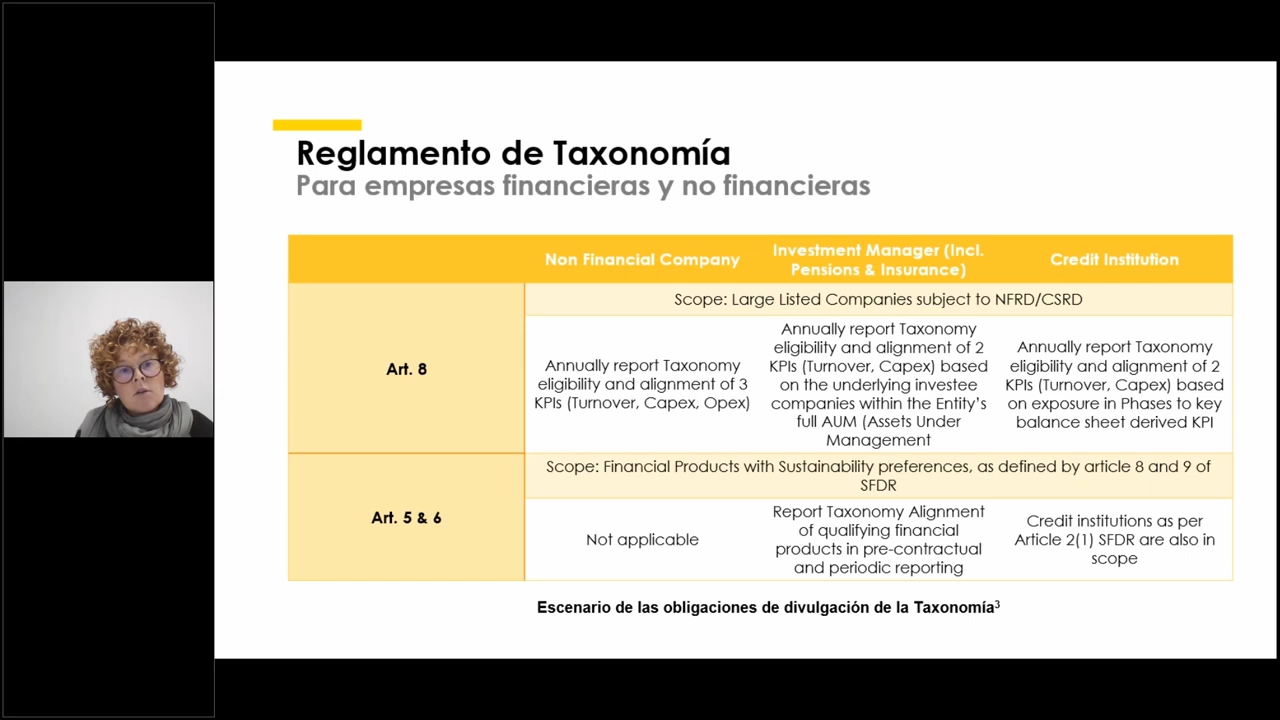 Reglamento de Taxonomía
Para empresas financieras y no financieras
Non Financial Company
Investment Manager (Incl.
Pensions & Insurance)
Credit Institution
Art. 8
Scope: Large Listed Companies subject to NFRD/CSRD
Annually report Taxonomy
eligibility and alignment of 3
KPIs (Turnover, Capex, Opex)
Annually report Taxonomy
eligibility and alignment of 2
KPIs (Turnover, Capex) based
on the underlying investee
companies within the Entity's
full AUM (Assets Under
Management
Annually report Taxonomy
eligibility and alignment of 2
KPIs (Turnover, Capex) based
on exposure in Phases to key
balance sheet derived KPI
Art. 5 & 6
Scope: Financial Products with Sustainability preferences, as defined by article 8 and 9 of
SFDR
Not applicable
Report Taxonomy Alignment
of qualifying financial
products in pre-contractual
and periodic reporting
Credit institutions as per
Article 2(1) SFDR are also in
scope
Escenario de las obligaciones de divulgación de la Taxonomía³